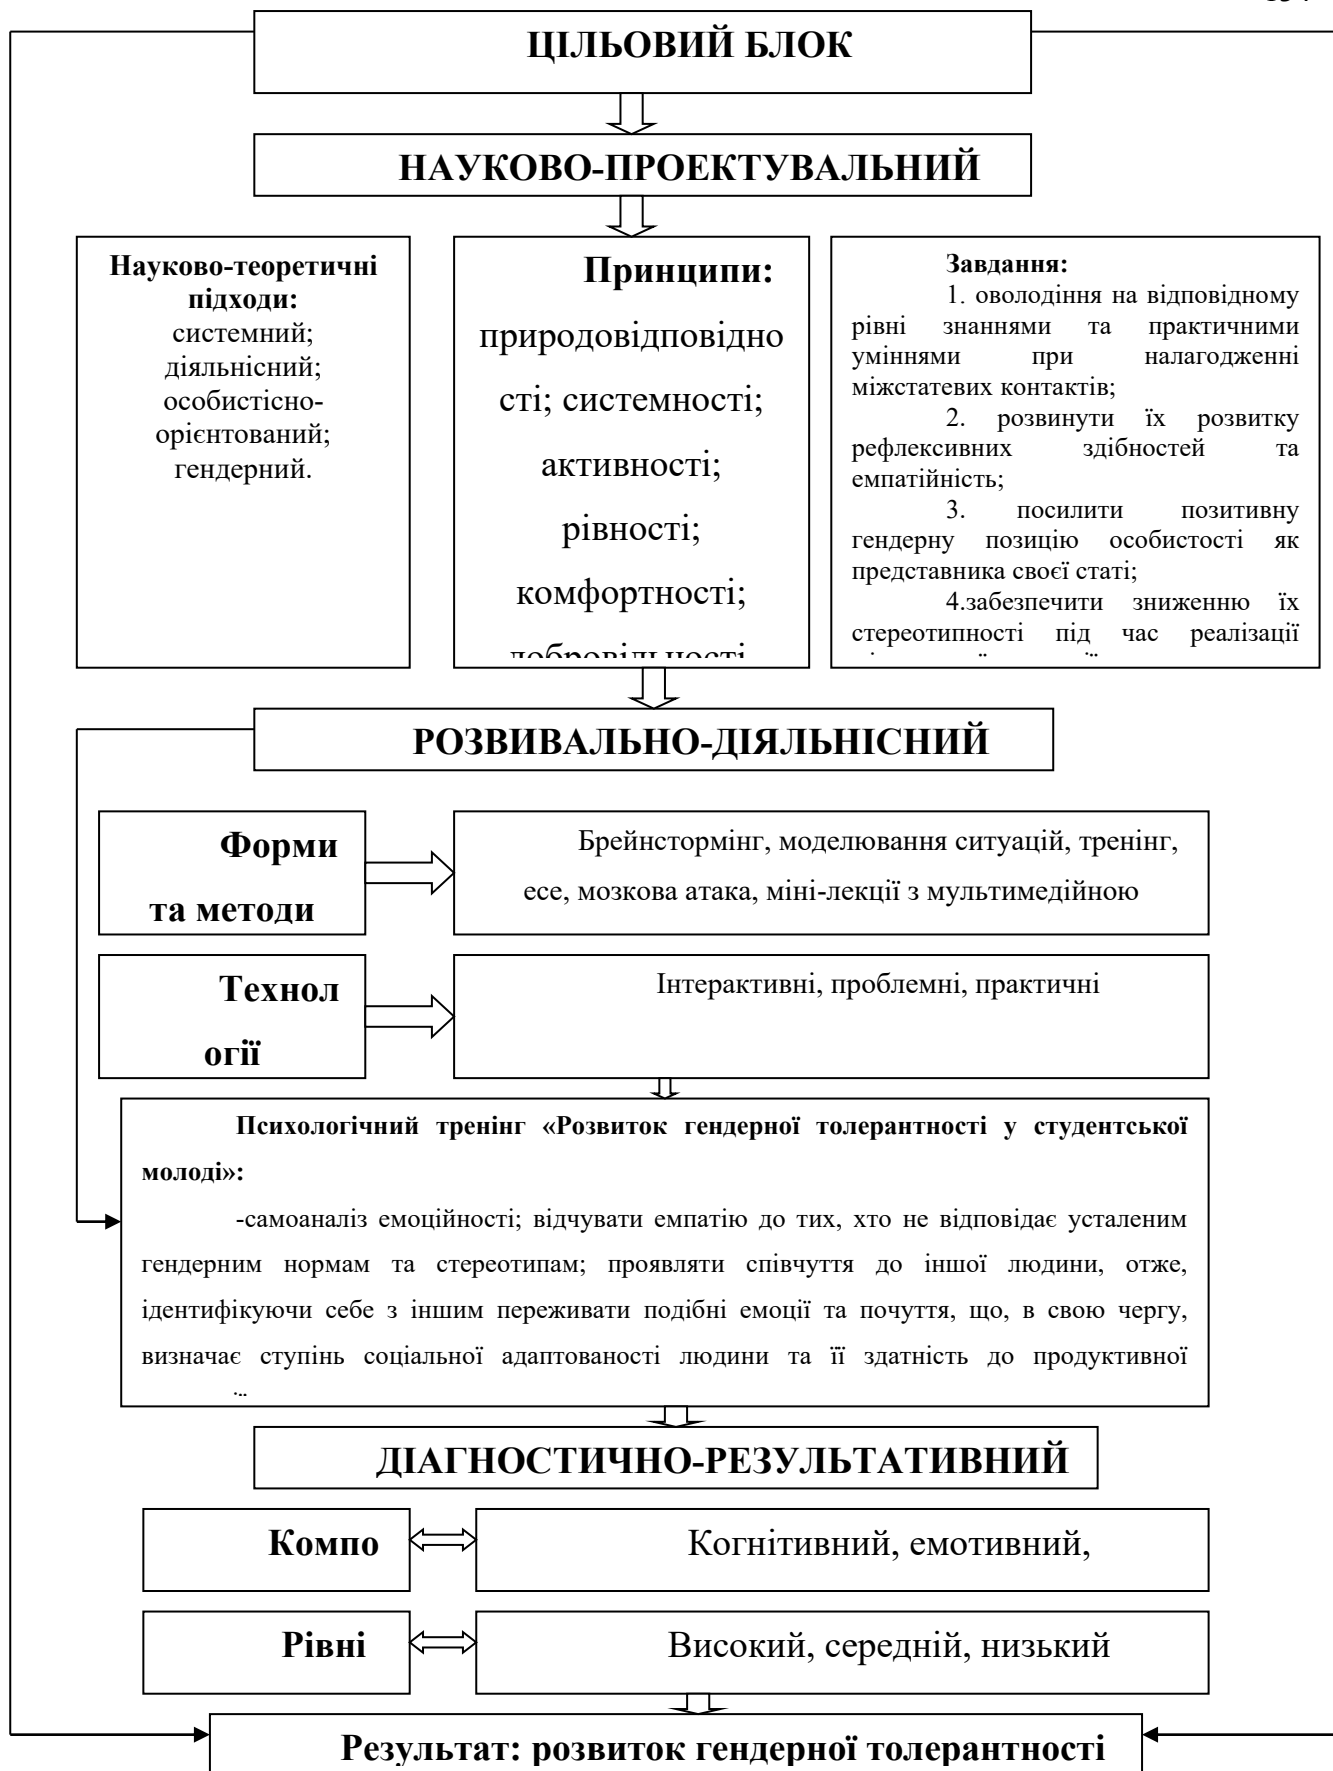 ЦІЛЬОВИЙ БЛОК
НАУКОВО-ПРОЕКТУВАЛЬНИЙ
Науково-теоретичні
підходи:
системний;
діяльнісний;
особистісно-
орієнтований;
гендерний.
Принципи:
природовідповідно
сті; системності;
активності;
рівності;
комфортності;
добровільності
Завдання:
1. оволодіння на відповідному
рівні знаннями та практичними
уміннями при налагодженні
міжстатевих контактів;
2. розвинути їх розвитку
рефлексивних здібностей та
емпатійність;
3. посилити позитивну
гендерну позицію особистості як
представника своєї статі;
4.забезпечити зниженню їх
стереотипності під час реалізації
РОЗВИВАЛЬНО-ДІЯЛЬНІСНИЙ
Форми
та методи
Брейнстормінг, моделювання ситуацій, тренінг,
есе, мозкова атака, міні-лекції з мультимедійною
Технол
огії
Інтерактивні, проблемні, практичні
Психологічний тренінг «Розвиток гендерної толерантності у студентської
молоді»:
-самоаналіз емоційності; відчувати емпатію до тих, хто не відповідає усталеним
гендерним нормам та стереотипам; проявляти співчуття до іншої людини, отже,
ідентифікуючи себе з іншим переживати подібні емоції та почуття, що, в свою чергу,
визначає ступінь соціальної адаптованості людини та її здатність до продуктивної
ДІАГНОСТИЧНО-РЕЗУЛЬТАТИВНИЙ
Компо
Когнітивний, емотивний,
Рівні
Високий, середній, низький
Результат: розвиток гендерної толерантності